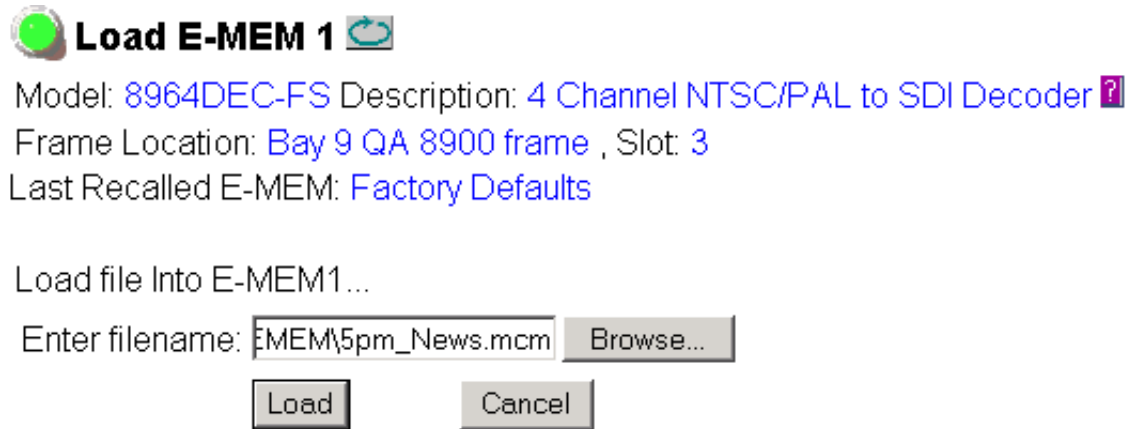 Load E-MEM 1
Model: 8964DEC-FS Description: 4 Channel NTSC/PAL to SDI Decoder ?
Frame Location: Bay 9 QA 8900 frame , Slot: 3
Last Recalled E-MEM: Factory Defaults
Load file Into E-MEM1...
Enter filename: EMEM\5pm_News.mcm Browse...
Load Cancel